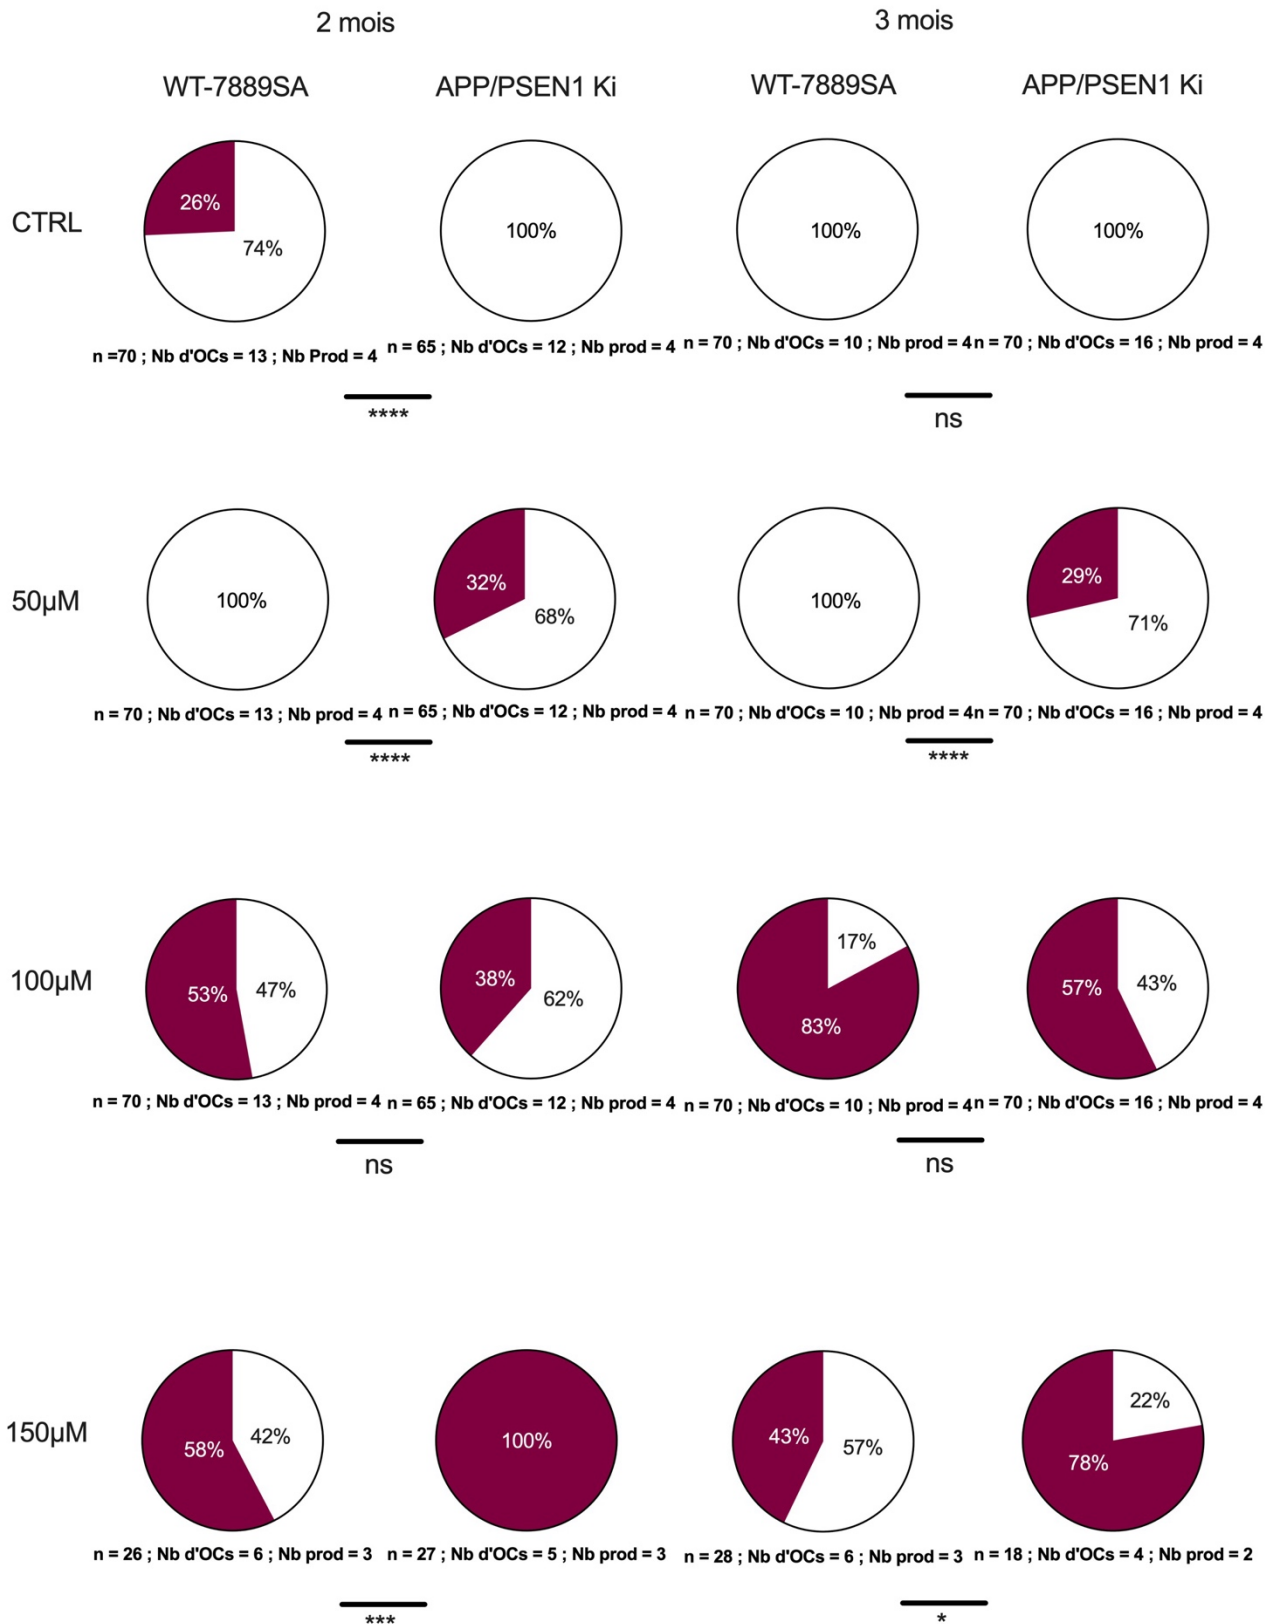 2 mois 3 mois
WT-7889SA APP/PSEN1 Ki WT-7889SA APP/PSEN1 Ki
CTRL
26% 74% 100% 100% 100%
n =70 ; Nb d'OCs = 13 ; Nb Prod = 4 n = 65 ; Nb d'OCs = 12 ; Nb prod = 4 n = 70 ; Nb d'OCs = 10 ; Nb prod = 4 n = 70 ; Nb d'OCs = 16 ; Nb prod = 4
**** ns
50µM
100% 32% 68% 100% 29% 71%
n = 70 ; Nb d'OCs = 13 ; Nb prod = 4 n = 65 ; Nb d'OCs = 12 ; Nb prod = 4 n = 70 ; Nb d'OCs = 10 ; Nb prod = 4 n = 70 ; Nb d'OCs = 16 ; Nb prod = 4
**** ****
100µM
53% 47% 38% 62% 17% 83% 57% 43%
n = 70 ; Nb d'OCs = 13 ; Nb prod = 4 n = 65 ; Nb d'OCs = 12 ; Nb prod = 4 n = 70 ; Nb d'OCs = 10 ; Nb prod = 4 n = 70 ; Nb d'OCs = 16 ; Nb prod = 4
ns ns
150µM
58% 42% 100% 43% 57% 22% 78%
n = 26 ; Nb d'OCs = 6 ; Nb prod = 3 n = 27 ; Nb d'OCs = 5 ; Nb prod = 3 n = 28 ; Nb d'OCs = 6 ; Nb prod = 3 n = 18 ; Nb d'OCs = 4 ; Nb prod = 2
*** *